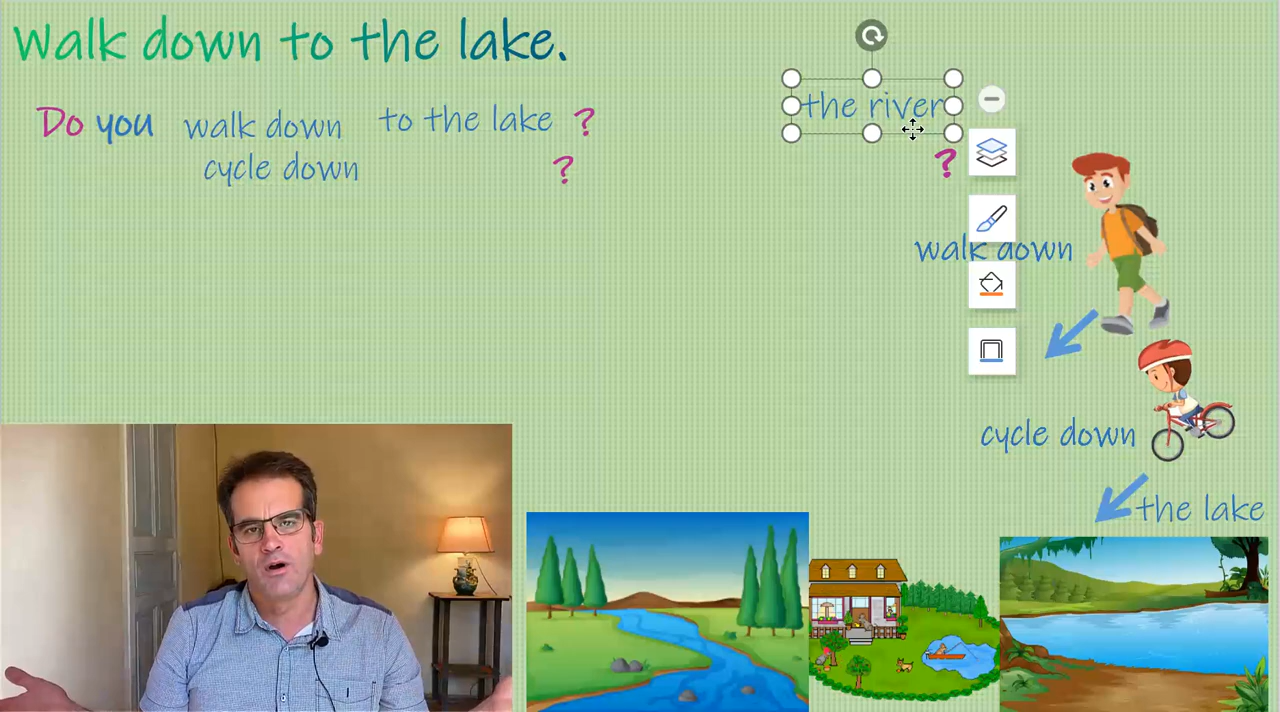 Walk down to the lake.
the river
Do you walk down to the lake ?
cycle down ?
?
walk down
cycle down
the lake